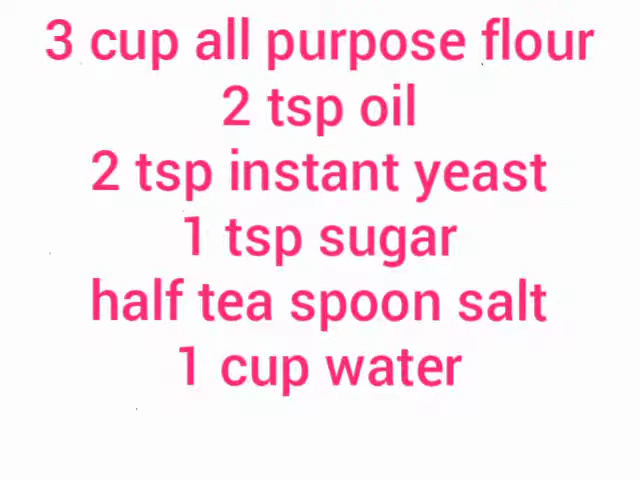 3 cup all purpose flour
2 tsp oil
2 tsp instant yeast
1 tsp sugar
half tea spoon salt
1 cup water